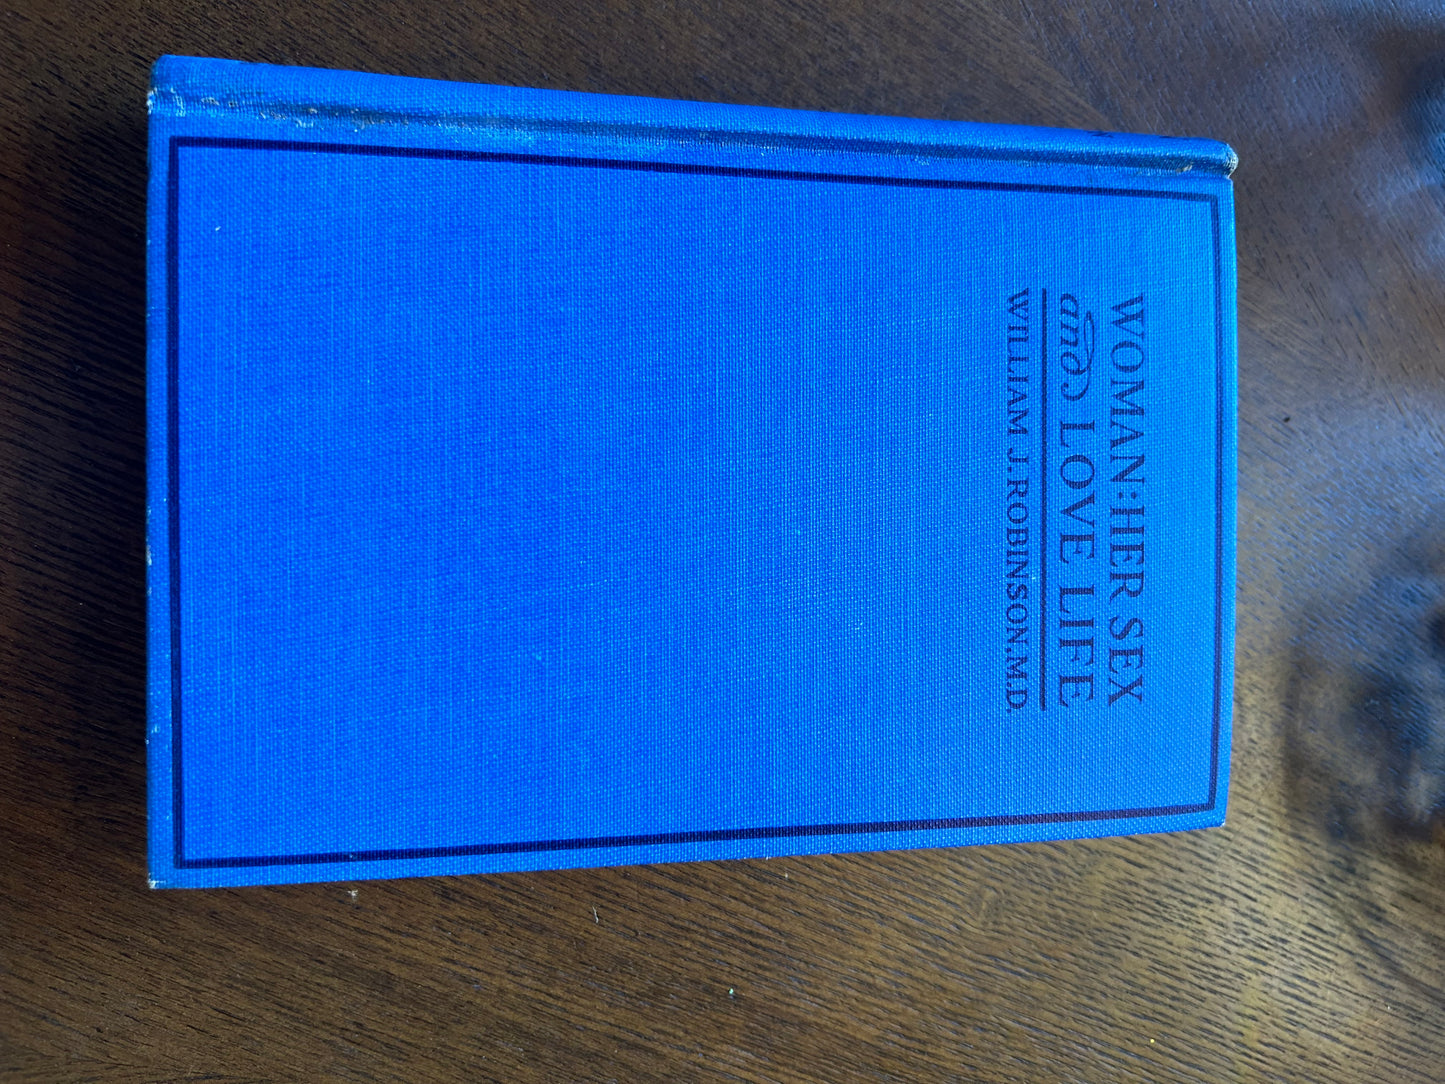 WOMAN:HER SEX
and LOVE LIFE
WILLIAM J.ROBINSON.M.D.